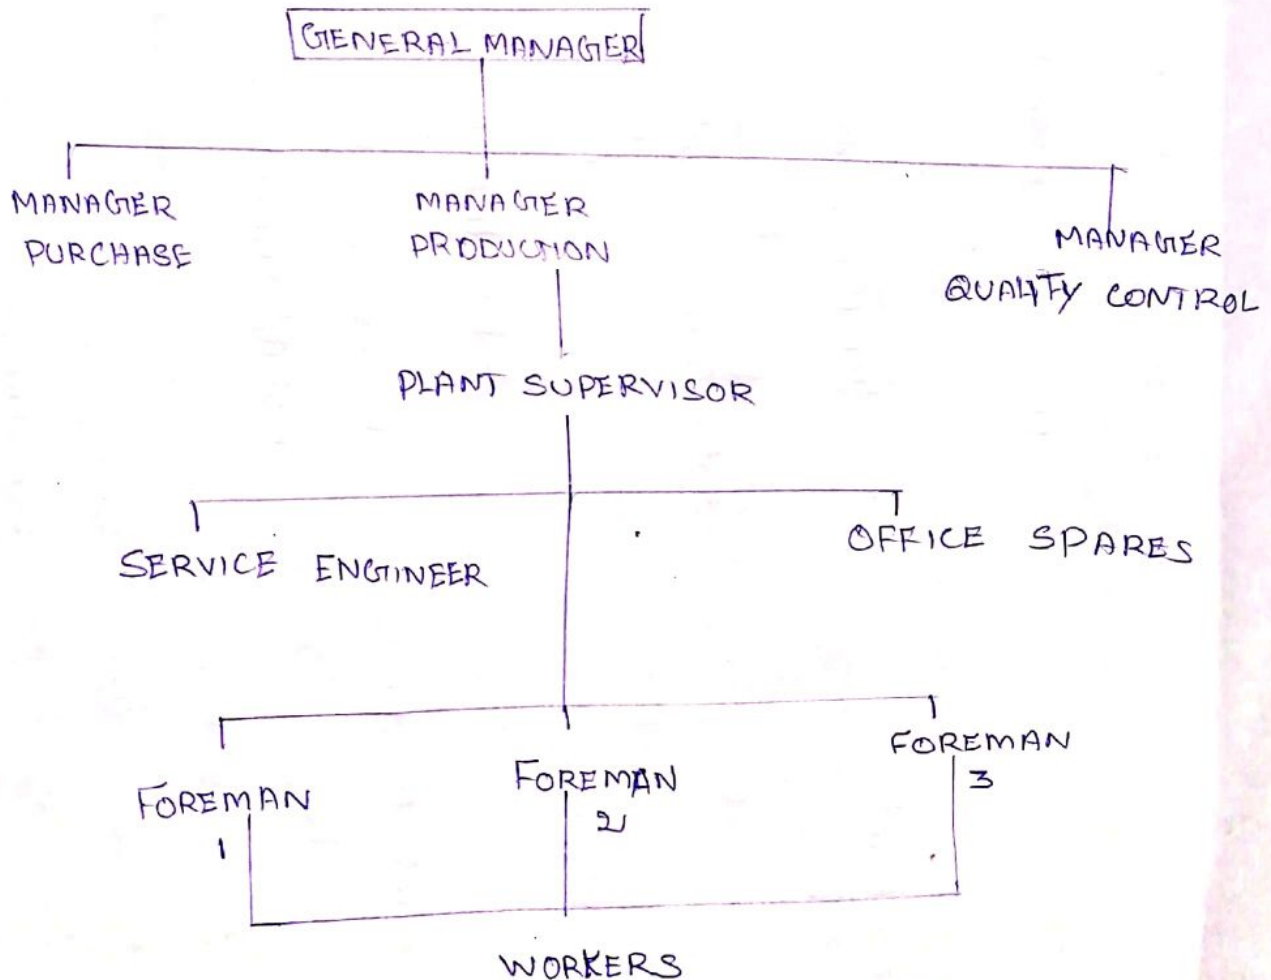 GENERAL MANAGER
MANAGER
PURCHASE
MANAGER
PRODUCTION
MANAGER
QUALITY CONTROL
PLANT SUPERVISOR
SERVICE ENGINEER
OFFICE SPARES
FOREMAN
1
FOREMAN
2
FOREMAN
3
WORKERS